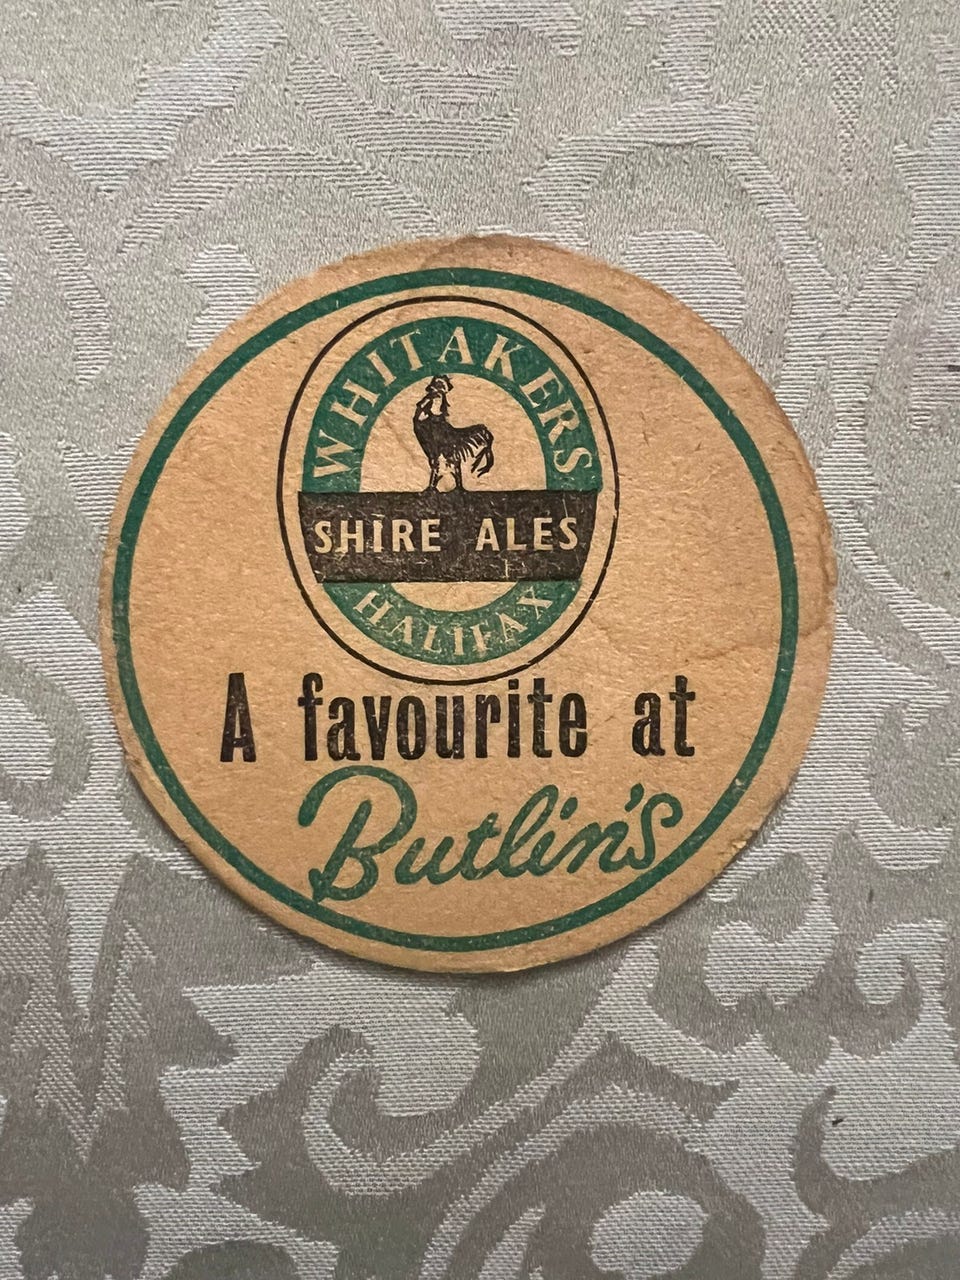 WHITAKERS
SHIRE ALES
HALIFAX
A favourite at
Butlin's